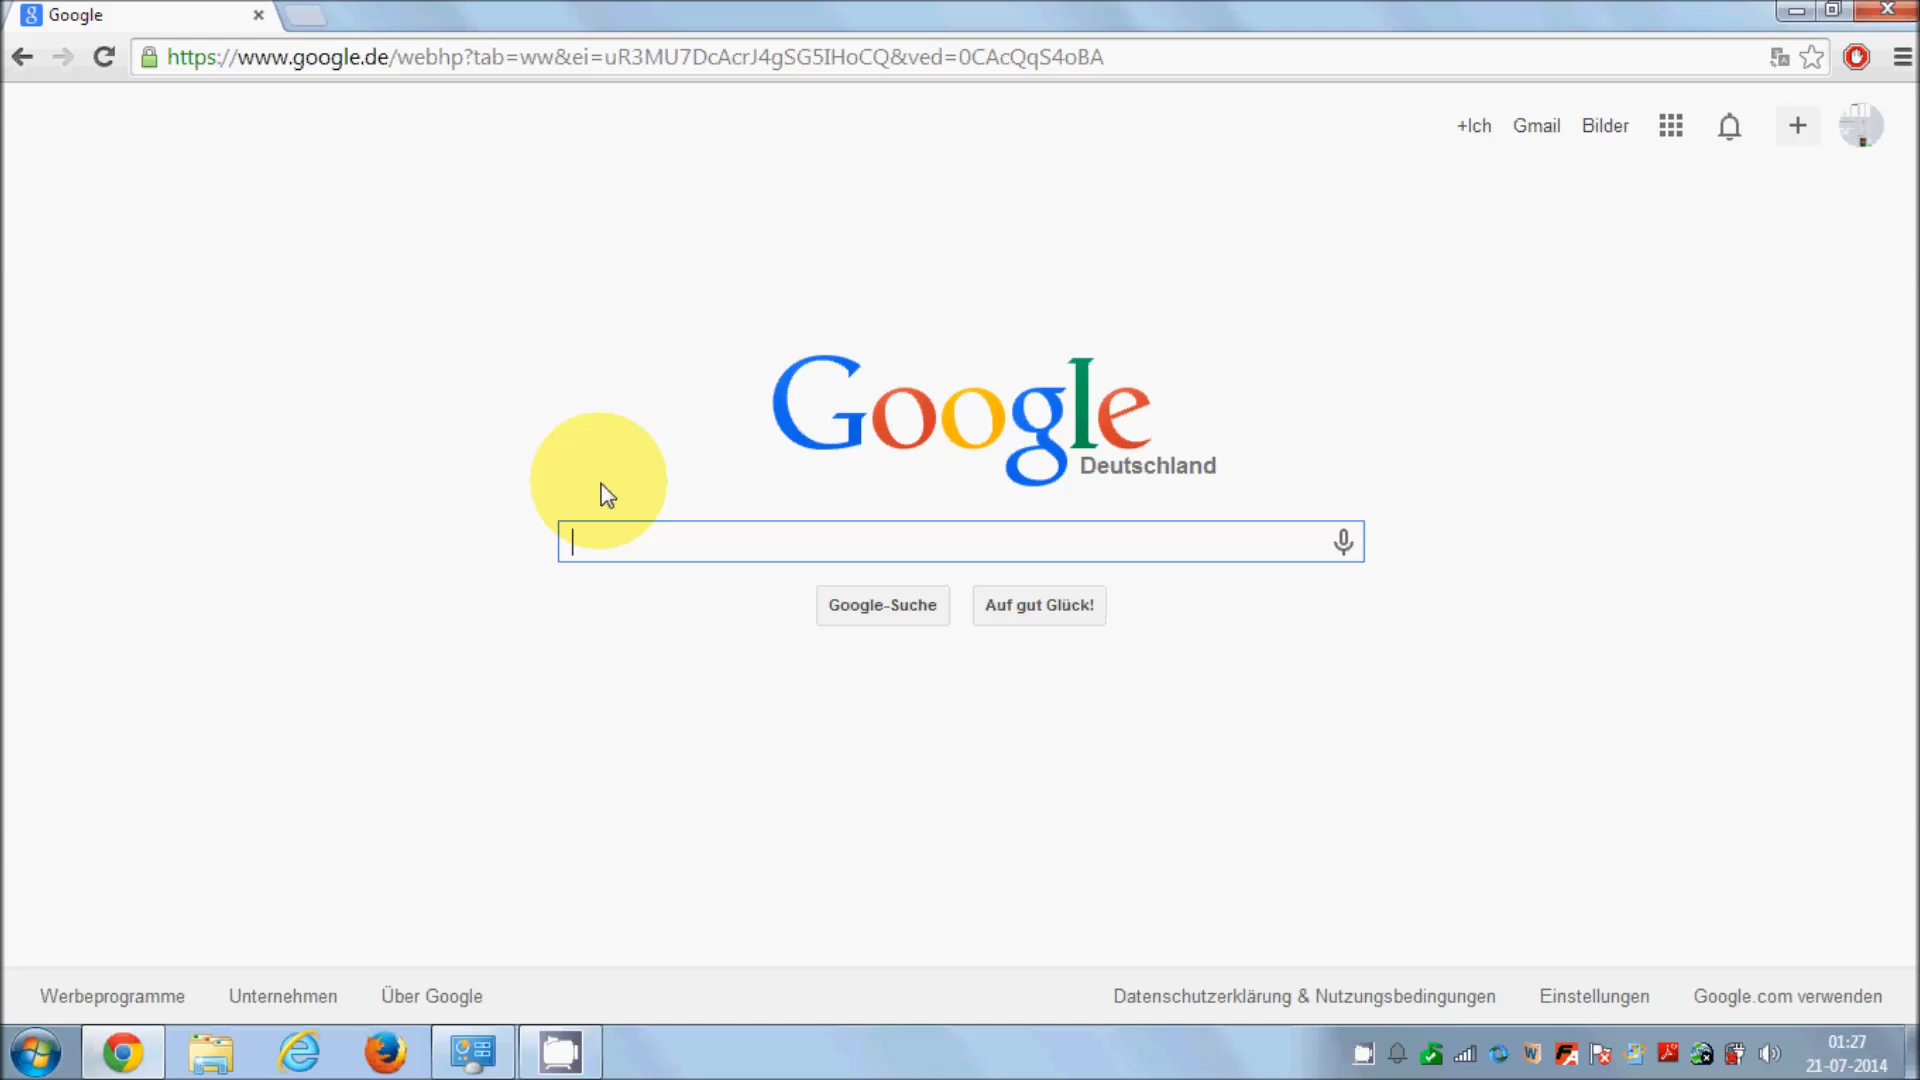 Google
https://www.google.de/webhp?tab=ww&ei=uR3MU7DcAcrJ4gSG5IHoCQ&ved=0CAcQqS4oBA
+Ich Gmail Bilder
Google
Deutschland
Google-Suche Auf gut Glück!
Werbeprogramme Unternehmen Über Google Datenschutzerklärung & Nutzungsbedingungen Einstellungen Google.com verwenden
01:27
21-07-2014